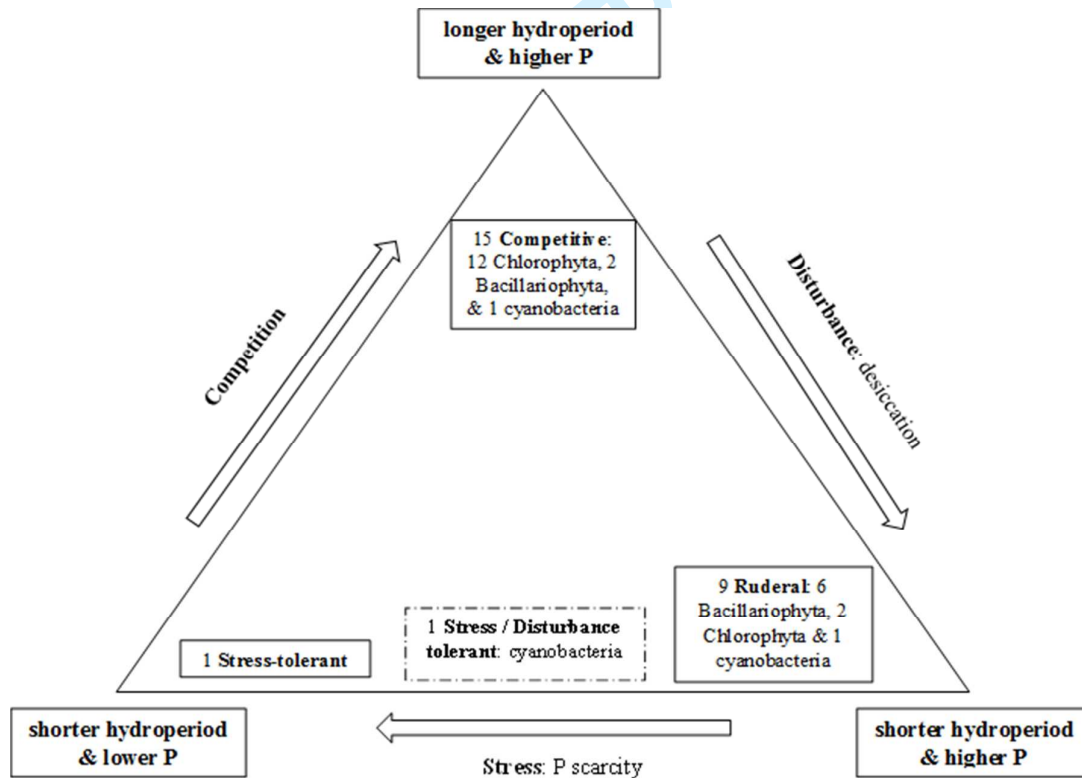 longer hydroperiod
& higher P
15 Competitive:
12 Chlorophyta, 2
Bacillariophyta,
& 1 cyanobacteria
Competition
Disturbance: desiccation
9 Ruderal: 6
Bacillariophyta, 2
Chlorophyta & 1
cyanobacteria
1 Stress / Disturbance
tolerant: cyanobacteria
1 Stress-tolerant
shorter hydroperiod
& lower P
Stress: P scarcity
shorter hydroperiod
& higher P